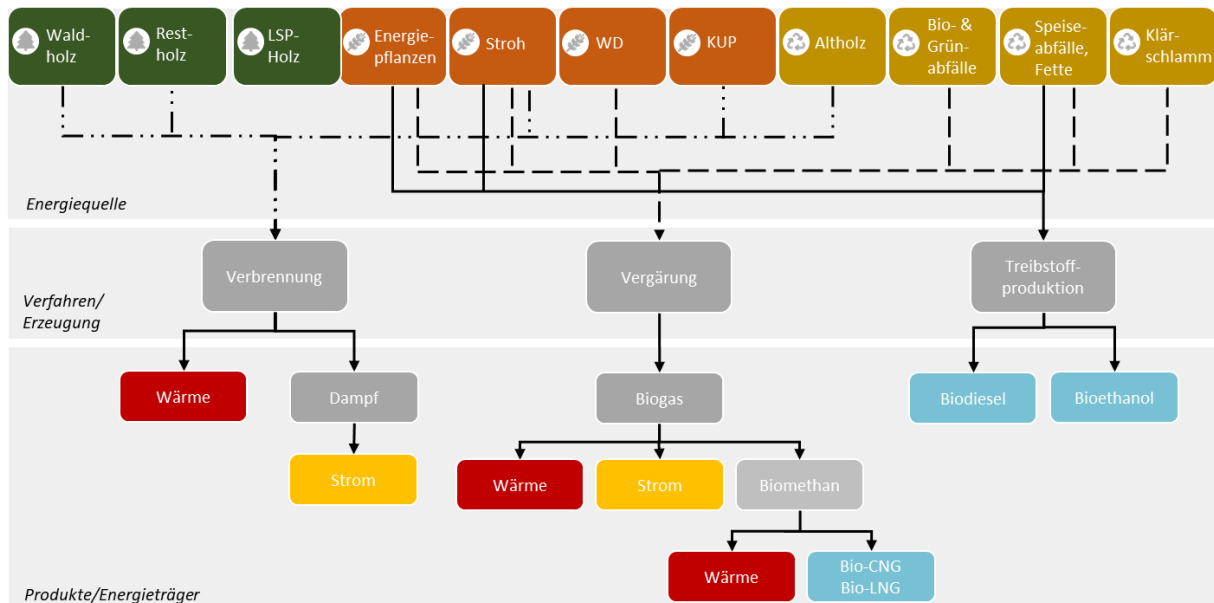 Wald-
holz
Rest-
holz
LSP-
Holz
Energie-
pflanzen
Stroh
WD
KUP
Altholz
Bio- &
Grün-
abfälle
Speise-
abfälle,
Fette
Klär-
schlamm
Energiequelle
Verbrennung
Vergärung
Treibstoff-
produktion
Verfahren/
Erzeugung
Wärme
Dampf
Biogas
Biodiesel
Bioethanol
Strom
Wärme
Strom
Biomethan
Wärme
Bio-CNG
Bio-LNG
Produkte/Energieträger